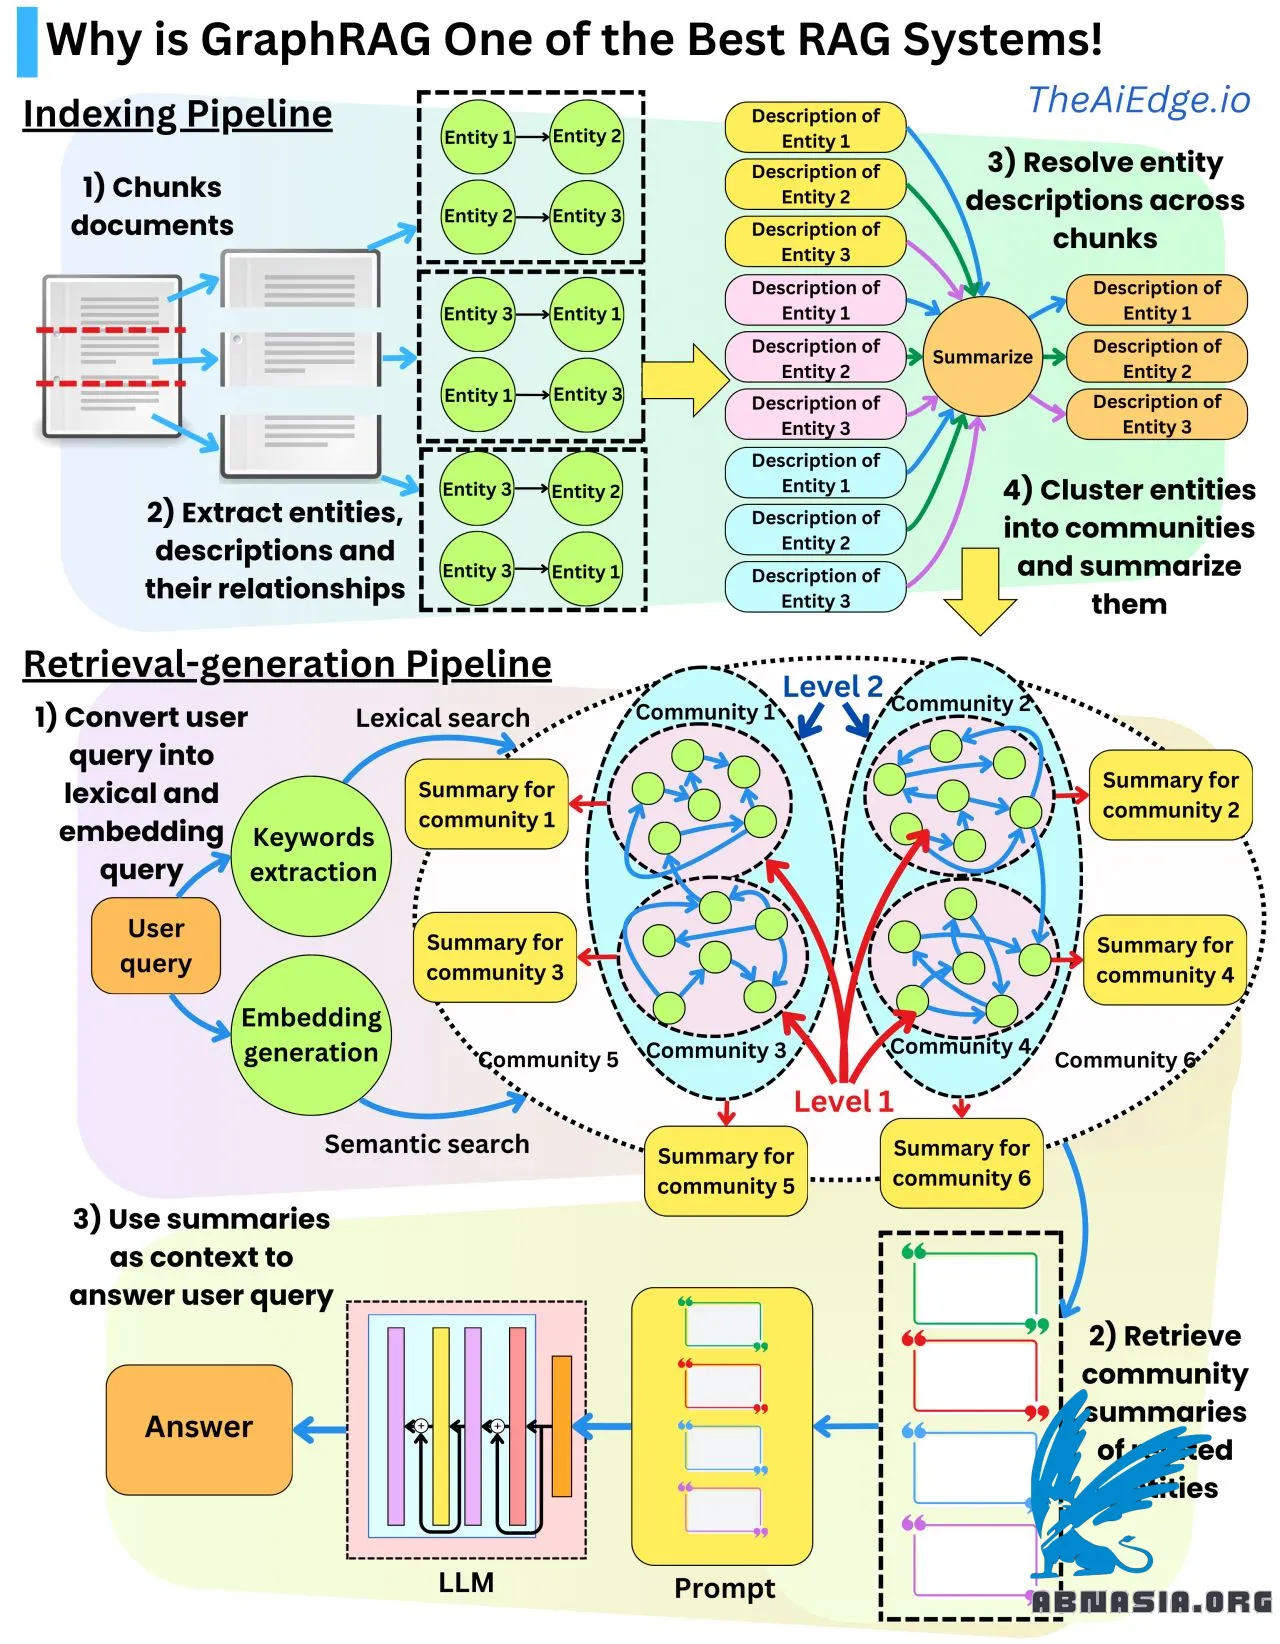 Why is GraphRAG One of the Best RAG Systems!
TheAiEdge.io
Indexing Pipeline
1) Chunks
documents
Entity 1
Entity 2
Entity 2
Entity 3
Entity 3
Entity 1
Entity 1
Entity 3
Entity 3
Entity 2
Entity 3
Entity 1
2) Extract entities,
descriptions and
their relationships
Description of
Entity 1
Description of
Entity 2
Description of
Entity 3
Description of
Entity 1
Description of
Entity 2
Description of
Entity 3
Description of
Entity 1
Description of
Entity 2
Description of
Entity 3
Summarize
3) Resolve entity
descriptions across
chunks
Description of
Entity 1
Description of
Entity 2
Description of
Entity 3
4) Cluster entities
into communities
and summarize
them
Retrieval-generation Pipeline
1) Convert user
query into
lexical and
embedding
query
Lexical search
Keywords
extraction
User
query
Embedding
generation
Semantic search
Level 2
Community 1
Community 2
Summary for
community 1
Summary for
community 2
Summary for
community 3
Summary for
community 4
Community 3
Community 4
Community 5
Community 6
Level 1
Summary for
community 5
Summary for
community 6
3) Use summaries
as context to
answer user query
2) Retrieve
community
summaries
of
Answer
LLM
Prompt
ABNASIA.ORG